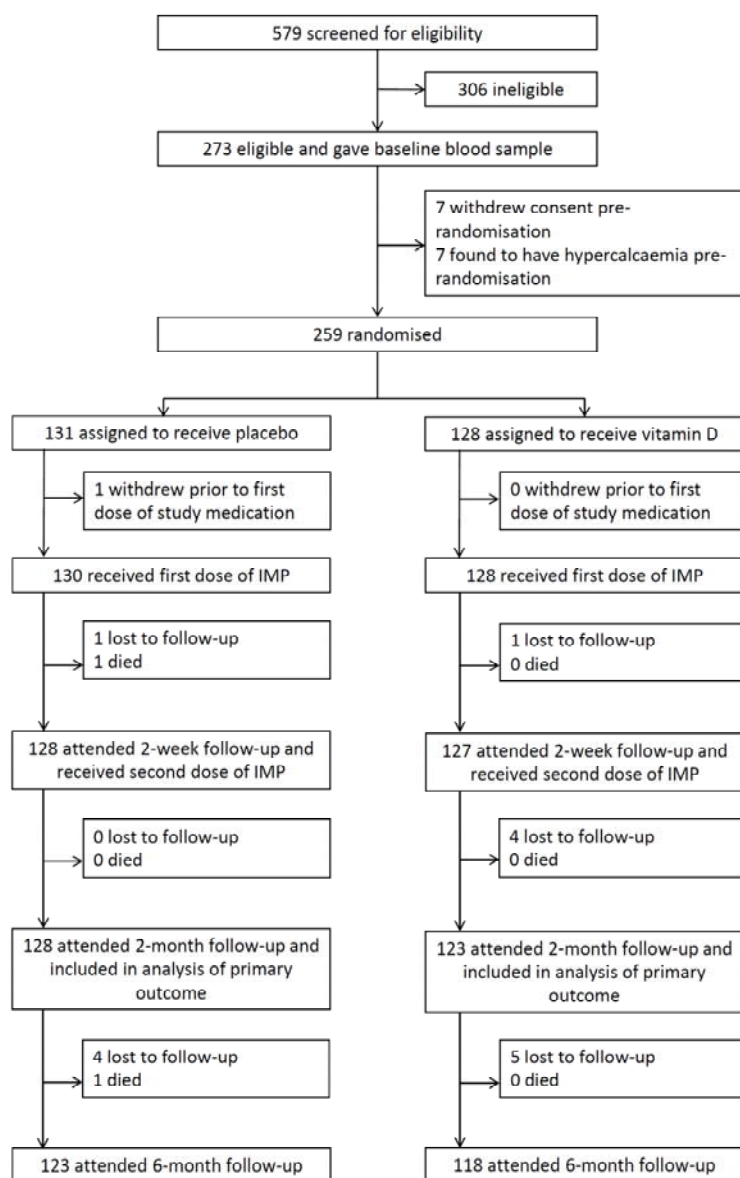 579 screened for eligibility
306 ineligible
273 eligible and gave baseline blood sample
7 withdrew consent pre-
randomisation
7 found to have hypercalcaemia pre-
randomisation
259 randomised
131 assigned to receive placebo
128 assigned to receive vitamin D
1 withdrew prior to first
dose of study medication
0 withdrew prior to first
dose of study medication
130 received first dose of IMP
128 received first dose of IMP
1 lost to follow-up
1 died
1 lost to follow-up
0 died
128 attended 2-week follow-up and
received second dose of IMP
127 attended 2-week follow-up and
received second dose of IMP
0 lost to follow-up
0 died
4 lost to follow-up
0 died
128 attended 2-month follow-up and
included in analysis of primary
outcome
123 attended 2-month follow-up and
included in analysis of primary
outcome
4 lost to follow-up
1 died
5 lost to follow-up
0 died
123 attended 6-month follow-up
118 attended 6-month follow-up